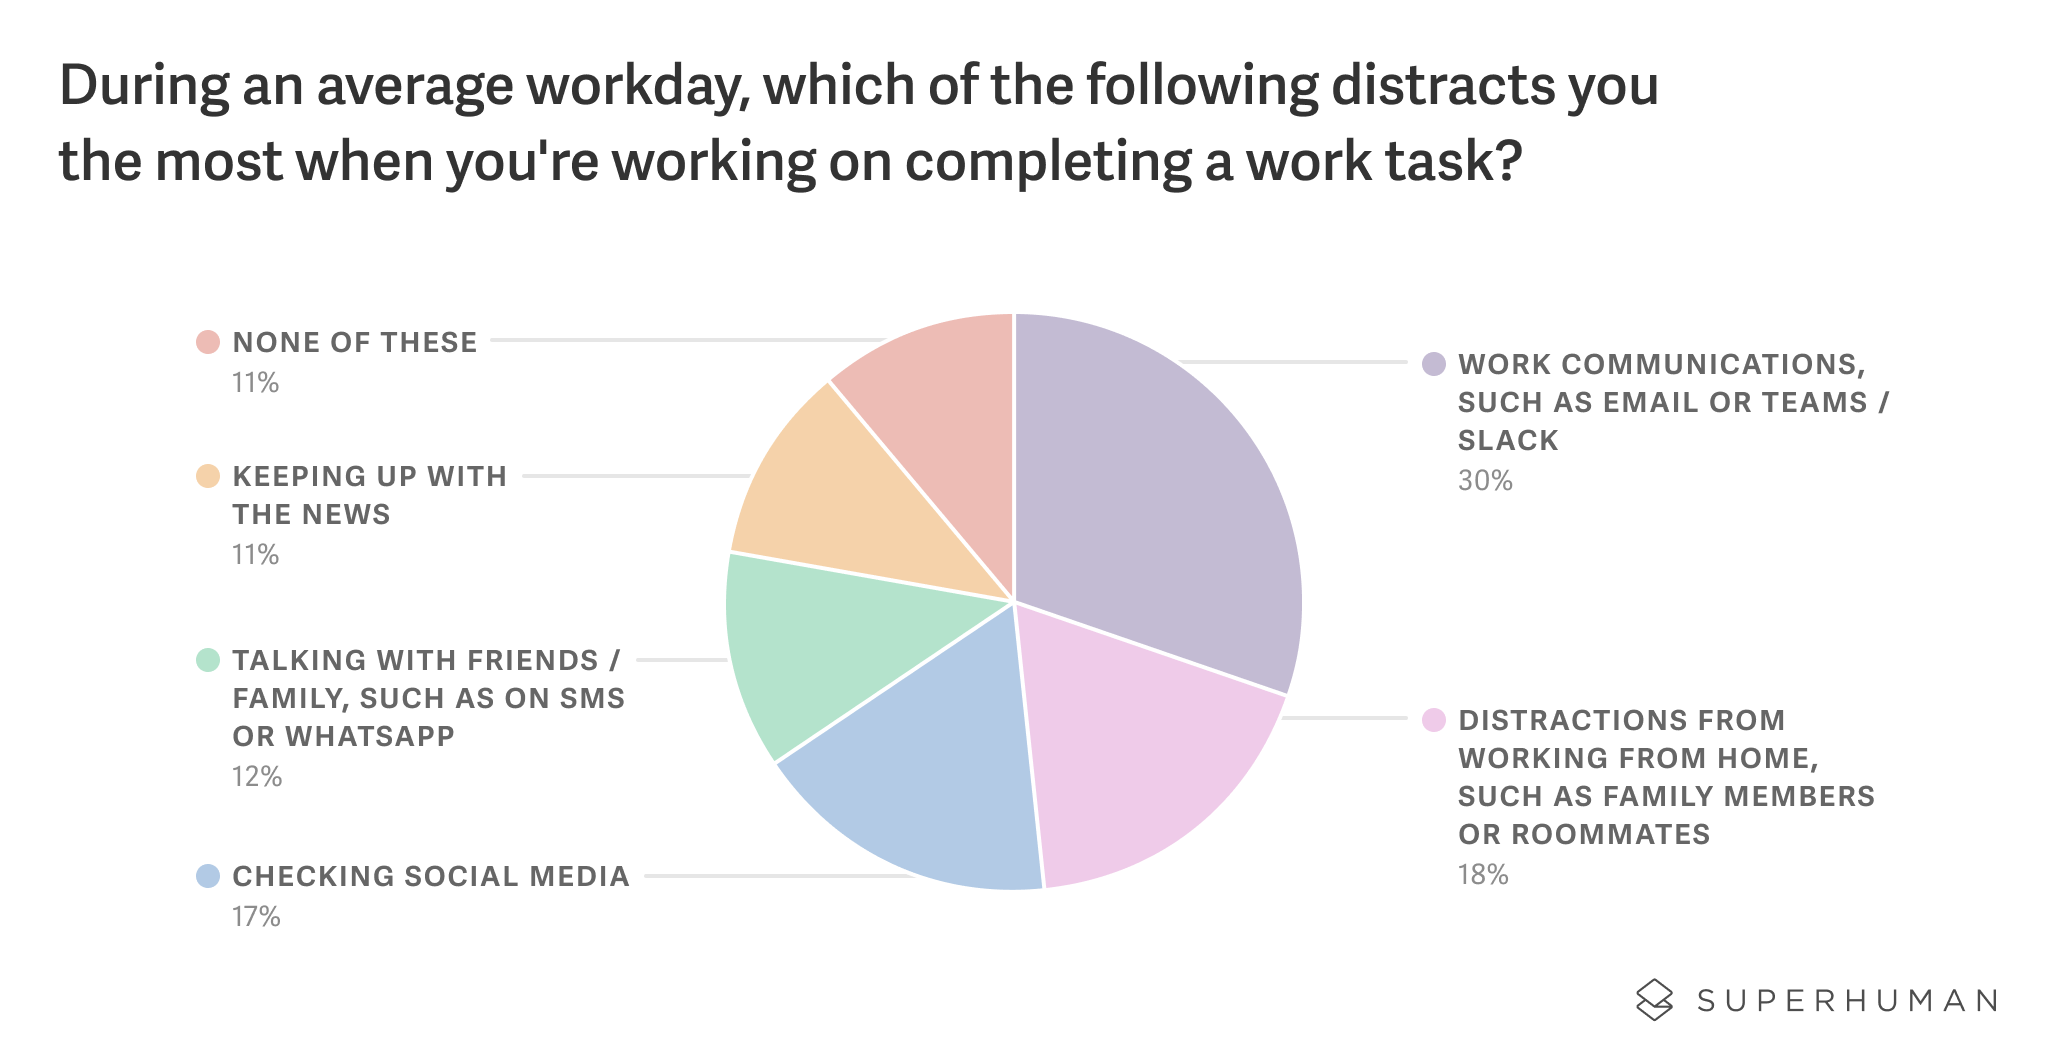 During an average workday, which of the following distracts you
the most when you're working on completing a work task?
NONE OF THESE
11%
KEEPING UP WITH
THE NEWS
11%
TALKING WITH FRIENDS /
FAMILY, SUCH AS ON SMS
OR WHATSAPP
12%
CHECKING SOCIAL MEDIA
17%
WORK COMMUNICATIONS,
SUCH AS EMAIL OR TEAMS /
SLACK
30%
DISTRACTIONS FROM
WORKING FROM HOME,
SUCH AS FAMILY MEMBERS
OR ROOMMATES
18%
SUPERHUMAN